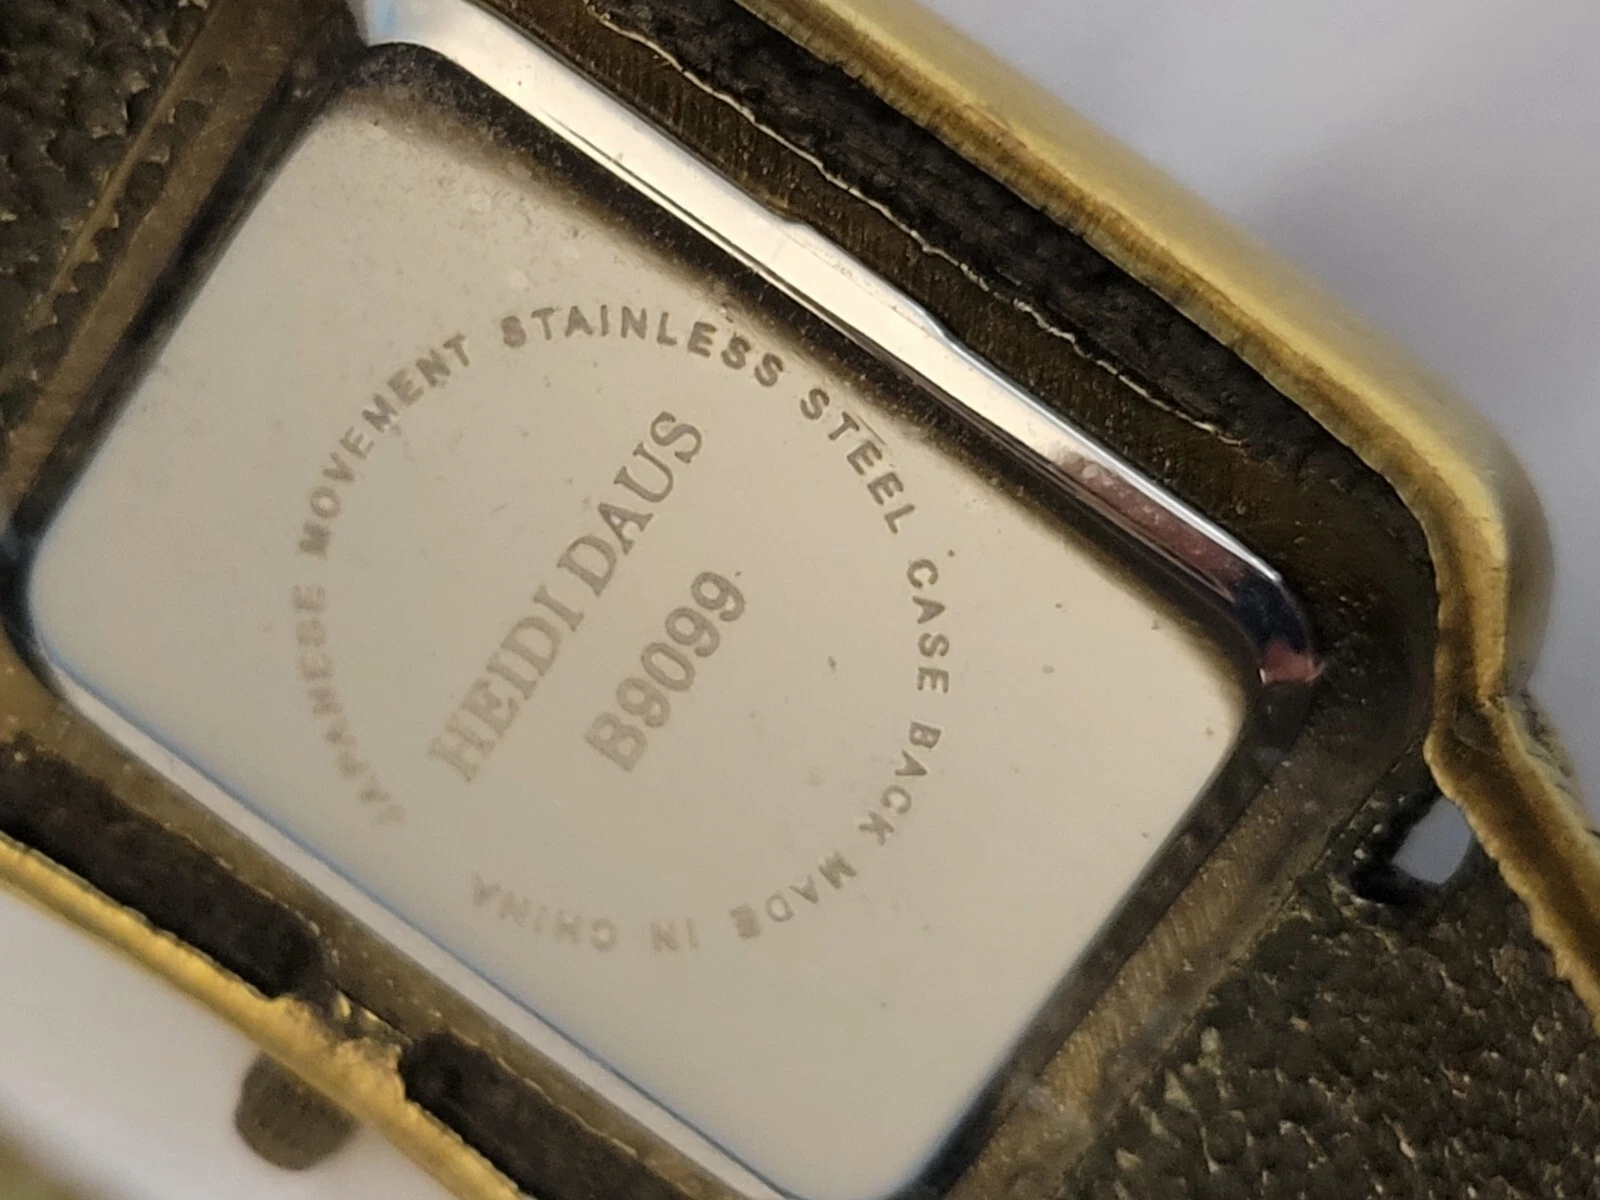 JAPANESE MOVEMENT STAINLESS STEEL CASE BACK MADE IN CHINA
HEIDI DAUS
B9099